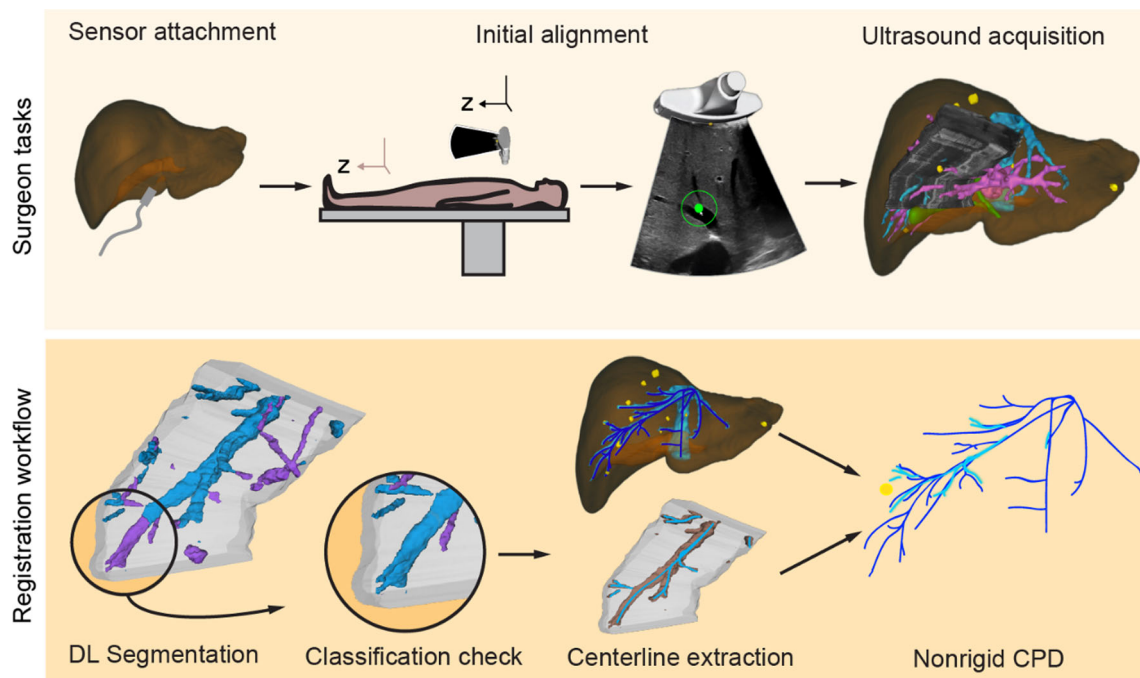 Sensor attachment
Initial alignment
Ultrasound acquisition
Surgeon tasks
z
z
Registration workflow
DL Segmentation
Classification check
Centerline extraction
Nonrigid CPD